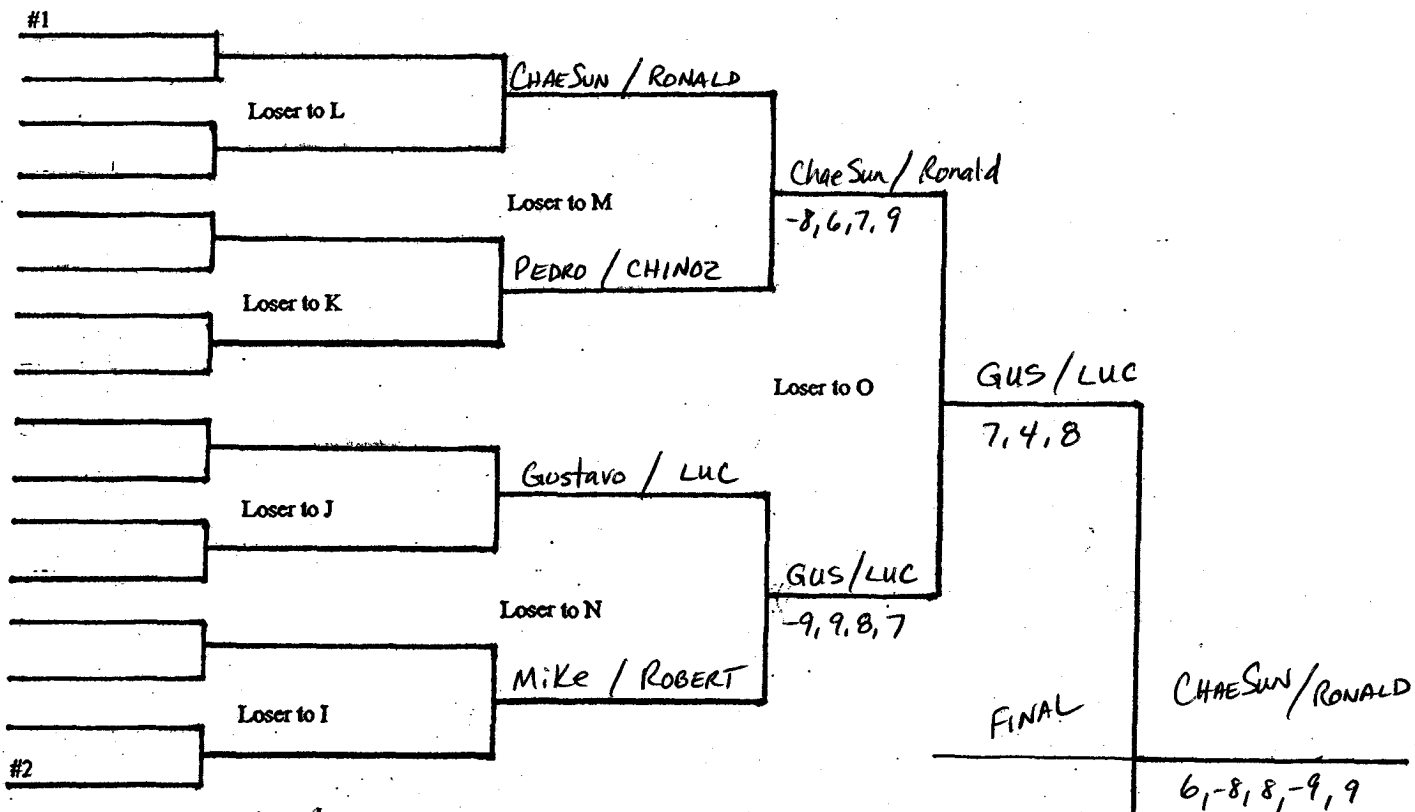 #1
Loser to L
CHAESUN / RONALD
Loser to M
ChaeSun / Ronald
-8, 6, 7, 9
PEDRO / CHINOZ
Loser to K
Loser to O
GUS / LUC
7, 4, 8
Gustavo / LUC
Loser to J
GUS / LUC
-9, 9, 8, 7
Loser to N
MiKe / ROBERT
Loser to I
FINAL
CHAESUN / RONALD
#2
6, -8, 8, -9, 9